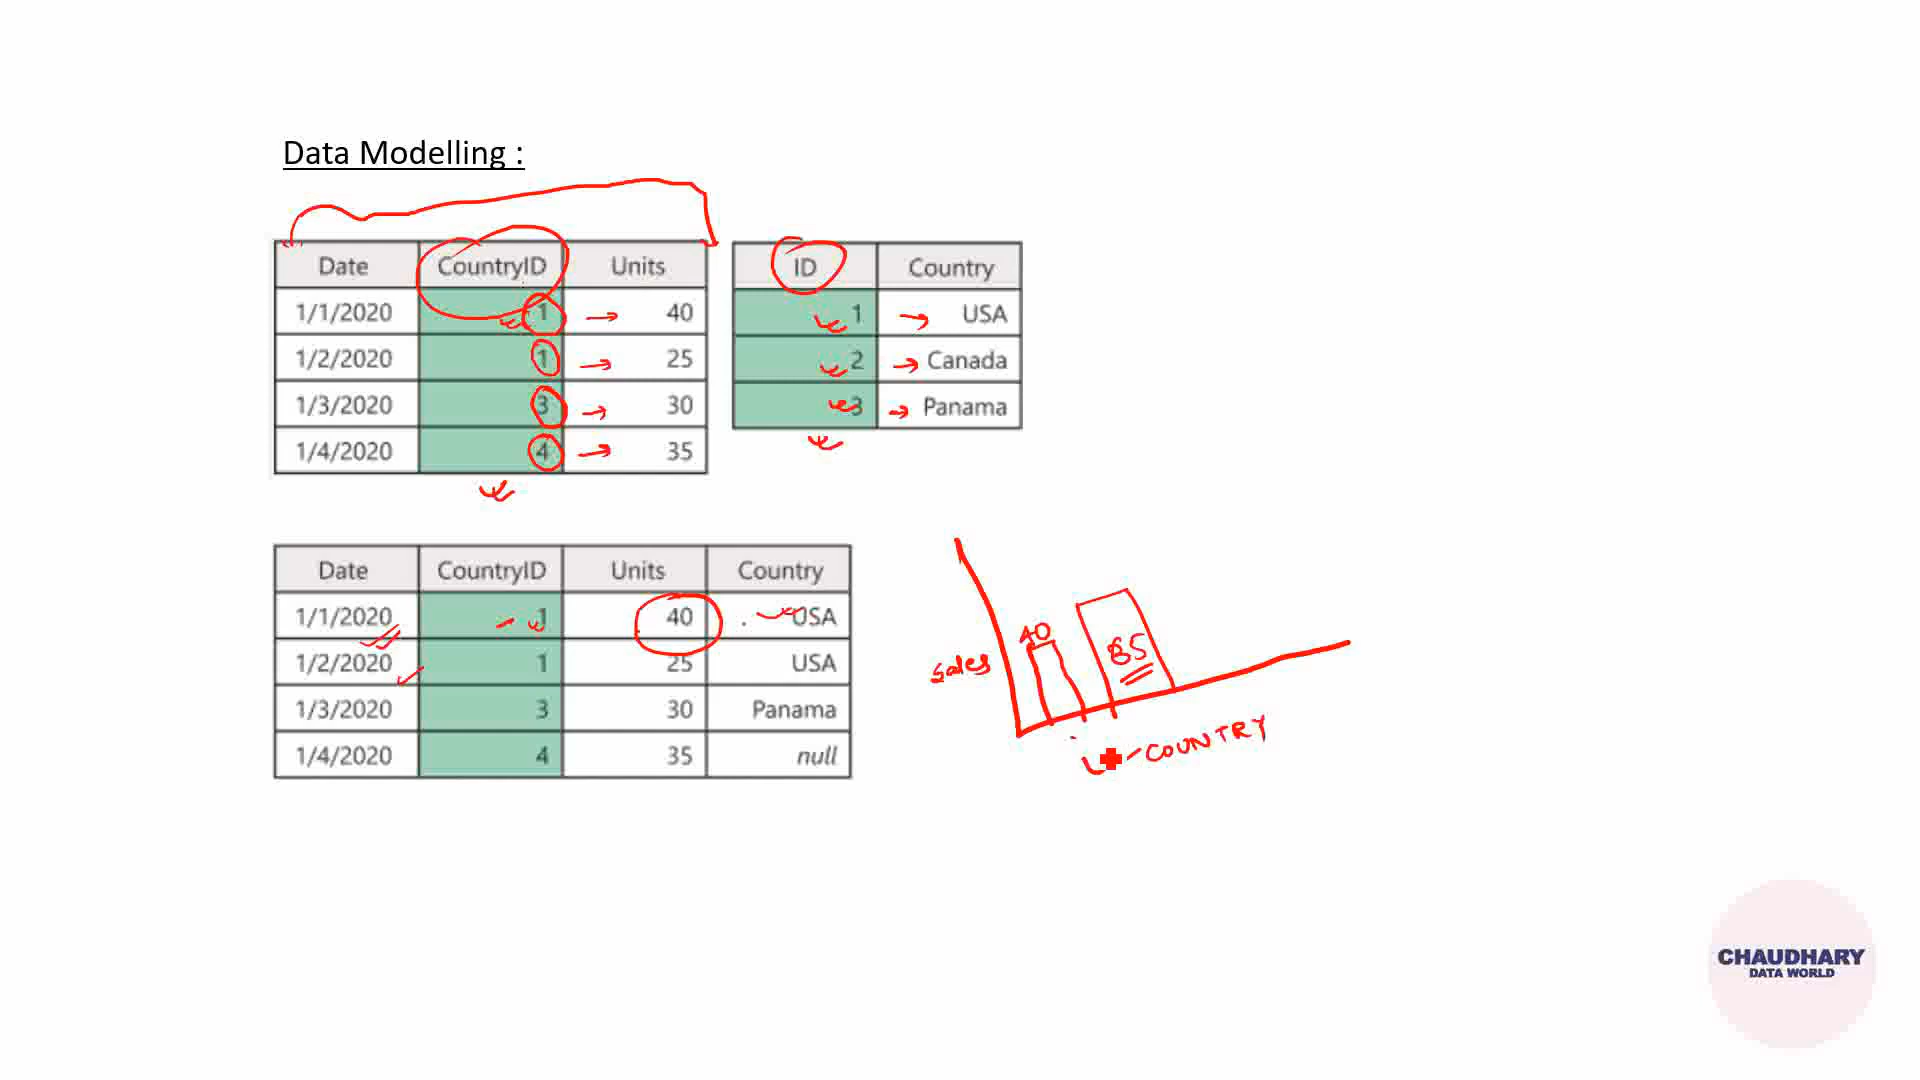 Data Modelling :
Date CountryID Units
1/1/2020 1 40
1/2/2020 1 25
1/3/2020 3 30
1/4/2020 4 35
ID Country
1 USA
2 Canada
3 Panama
Date CountryID Units Country
1/1/2020 1 40 USA
1/2/2020 1 25 USA
1/3/2020 3 30 Panama
1/4/2020 4 35 null
40
85
Sales
COUNTRY
CHAUDHARY
DATA WORLD